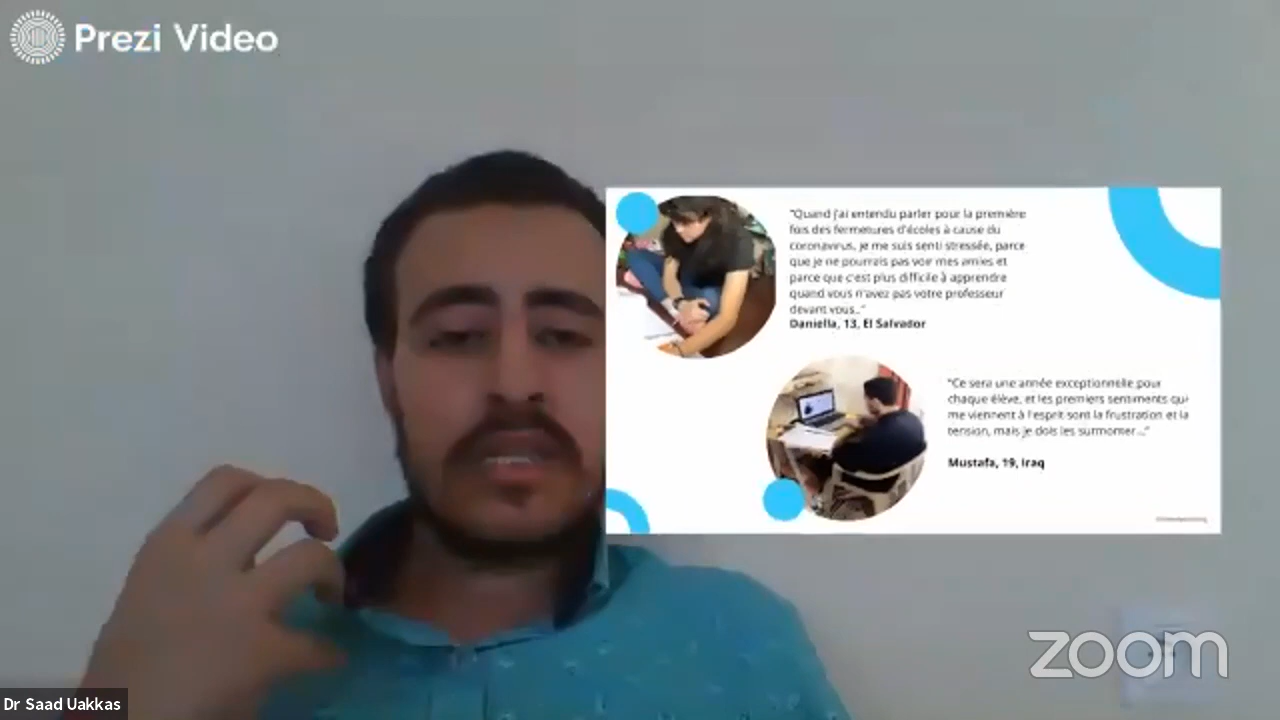 Prezi Video
"Quand j'ai entendu parler pour la première
fois des fermetures d'écoles à cause du
coronavirus, je me suis senti stressée, parce
que je ne pourrais pas voir mes amies et
parce que c'est plus difficile à apprendre
quand vous n'avez pas votre professeur
devant vous.."
Daniella, 13, El Salvador
"Ce sera une année exceptionnelle pour
chaque élève, et les premiers sentiments qui
me viennent à l'esprit sont la frustration et la
tension, mais je dois les surmonter..."
Mustafa, 19, Iraq
zoom
Dr Saad Uakkas